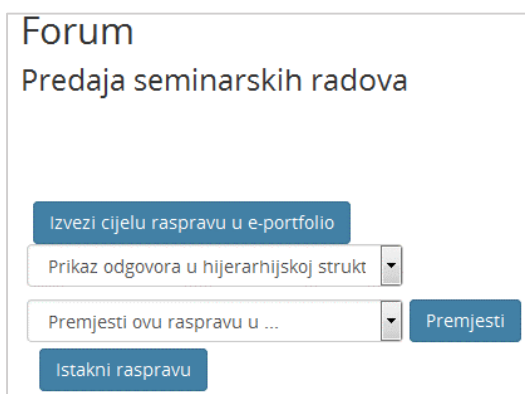 Forum
Predaja seminarskih radova
Izvezi cijelu raspravu u e-portfolio
Prikaz odgovora u hijerarhijskoj strukt
Premjesti ovu raspravu u ... Premjesti
Istakni raspravu